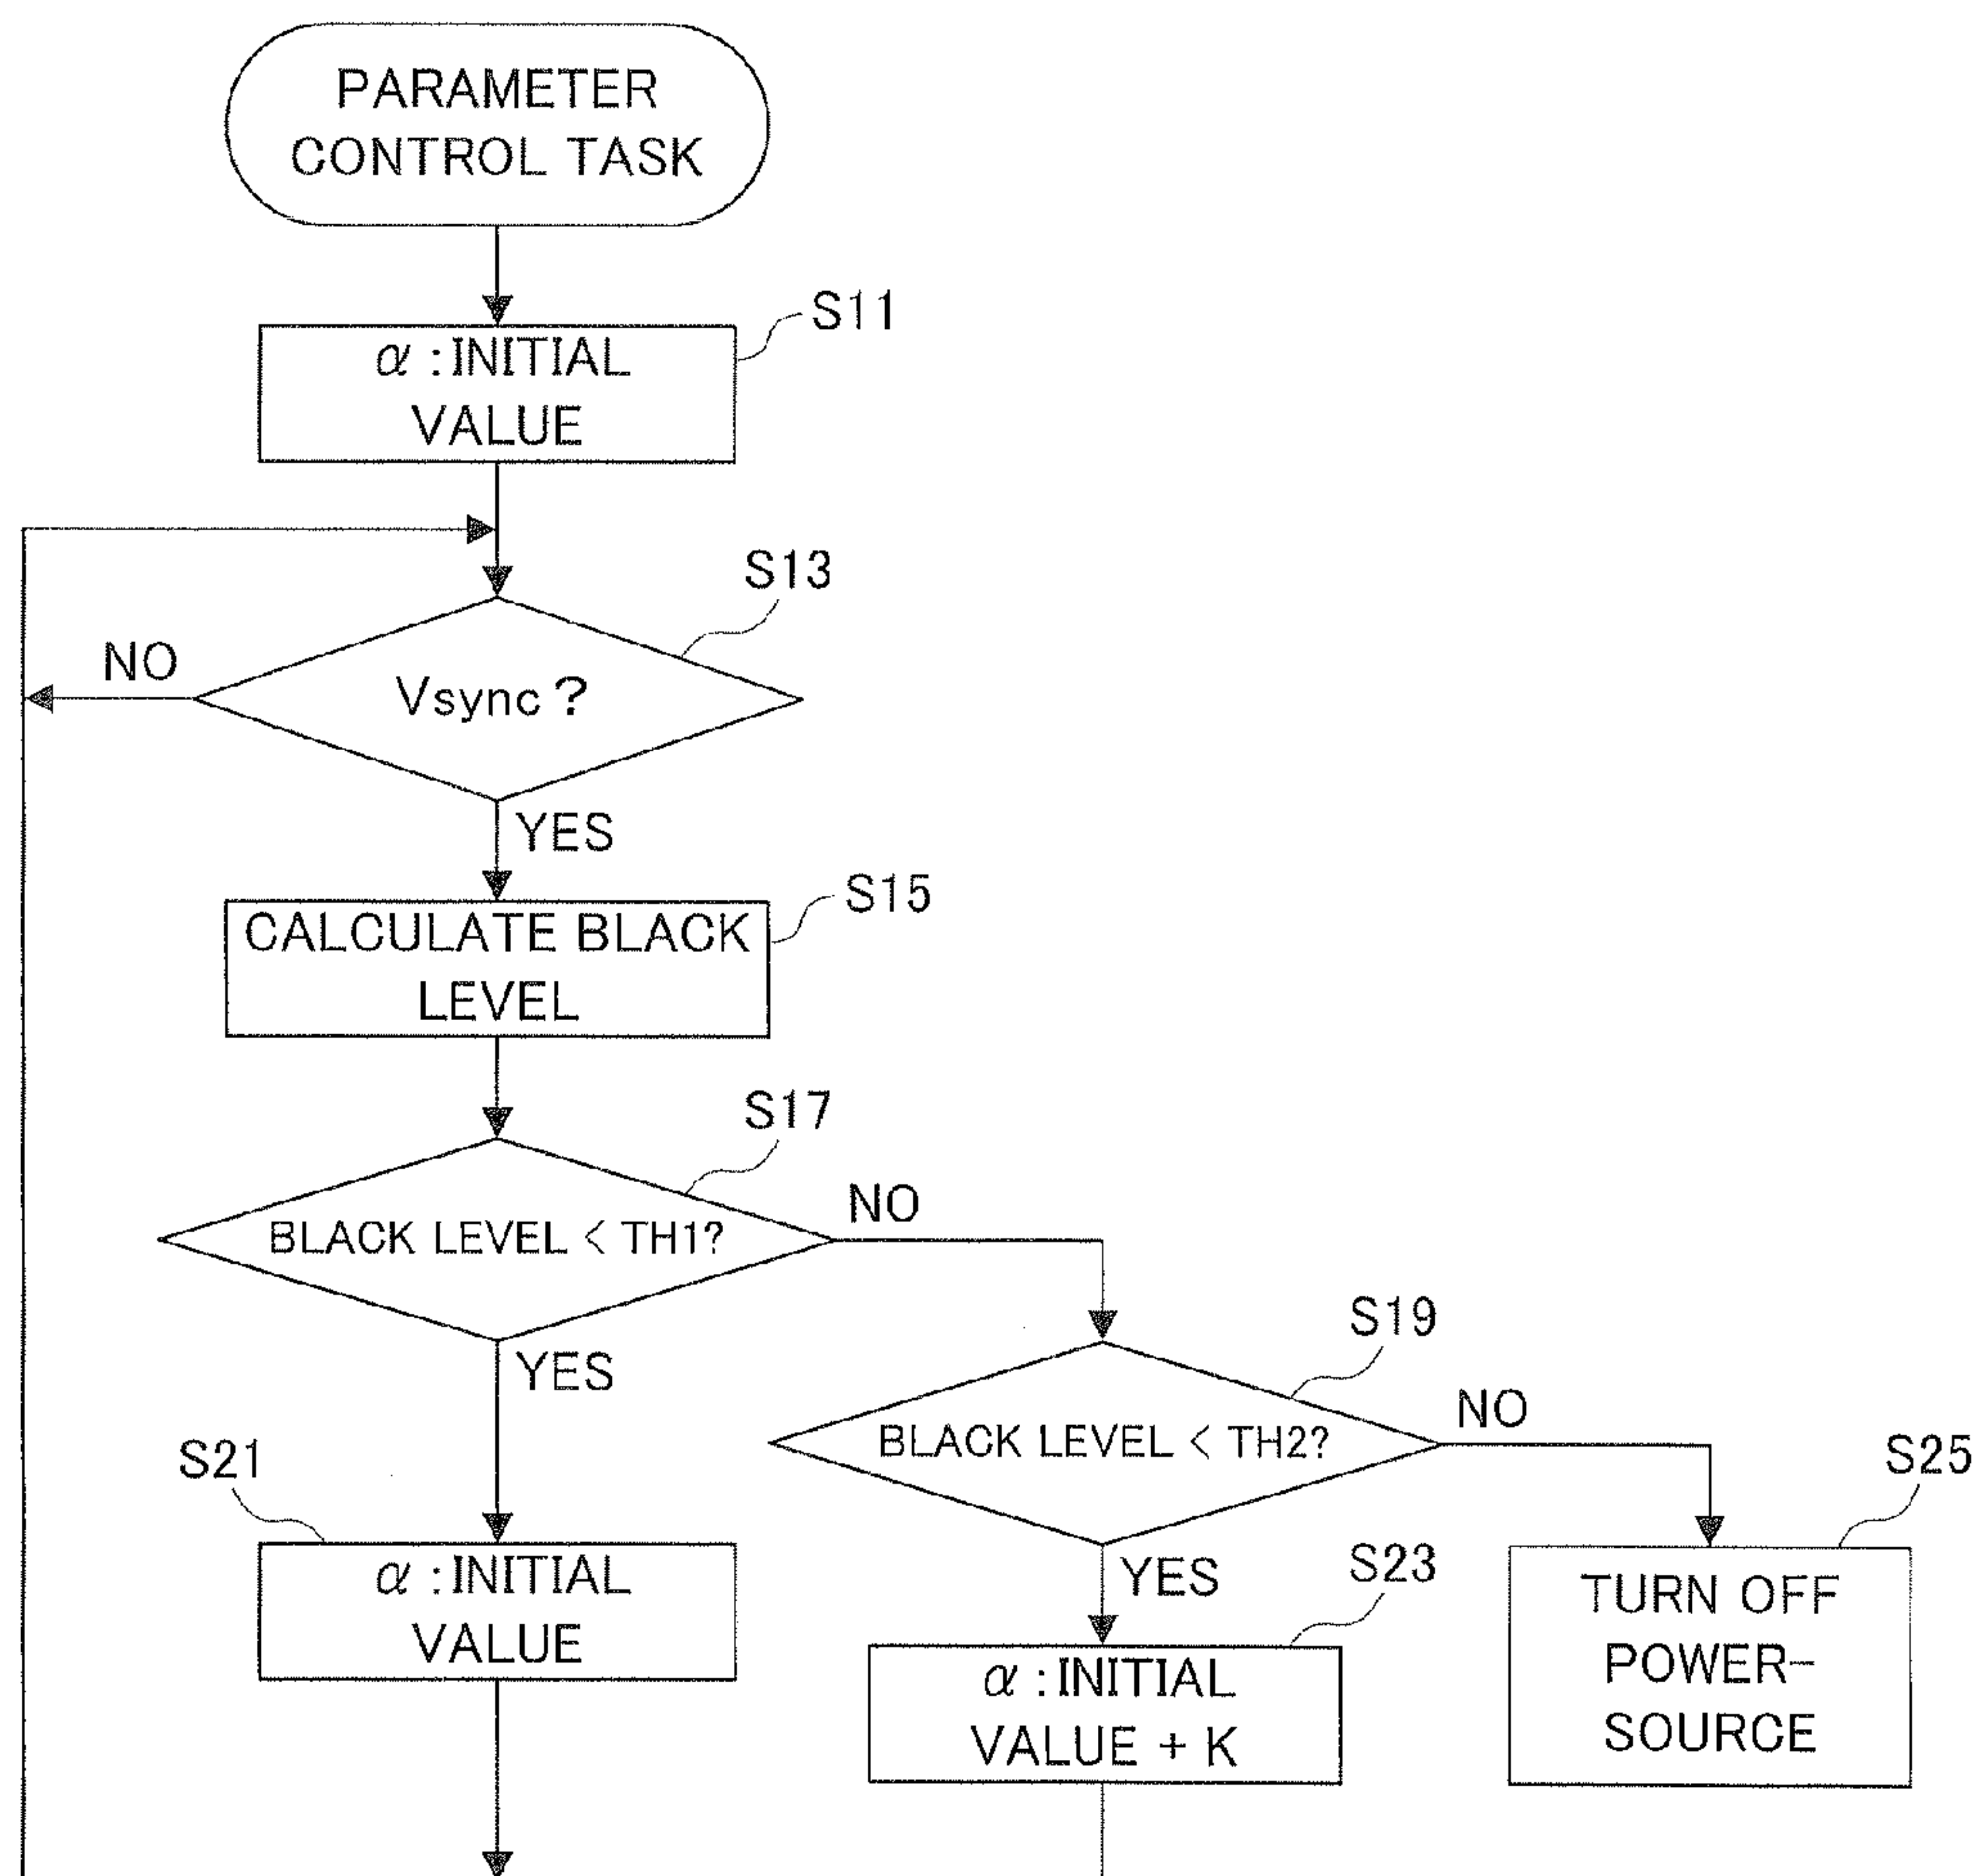 PARAMETER
CONTROL TASK
S11
α :INITIAL
VALUE
S13
NO
Vsync ?
YES
S15
CALCULATE BLACK
LEVEL
S17
NO
BLACK LEVEL < TH1?
YES
S19
NO
BLACK LEVEL < TH2?
S21
S25
α :INITIAL
VALUE
YES
S23
α :INITIAL
VALUE + K
TURN OFF
POWER-
SOURCE